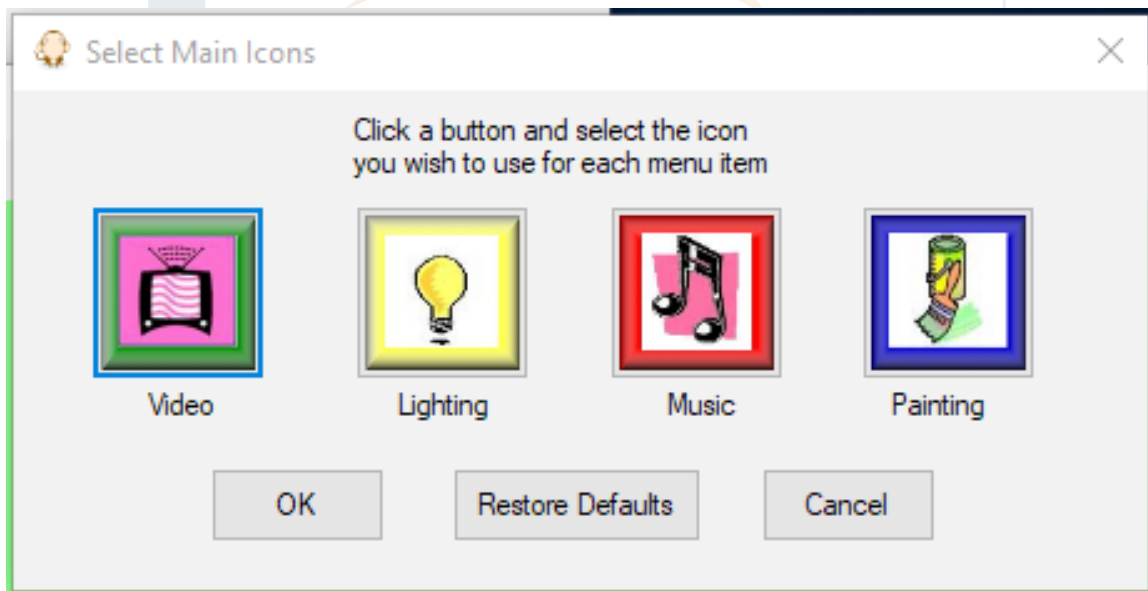 Select Main Icons
Click a button and select the icon
you wish to use for each menu item
Video
Lighting
Music
Painting
OK
Restore Defaults
Cancel